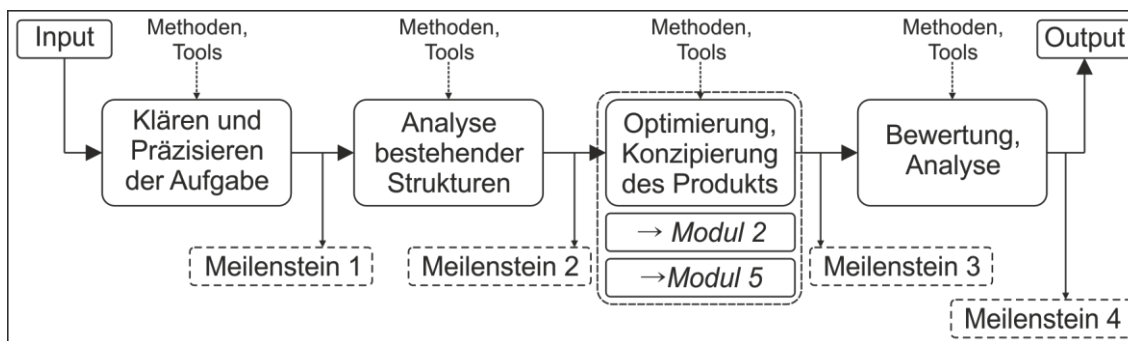 Input
Methoden,
Tools
Methoden,
Tools
Methoden,
Tools
Methoden,
Tools
Output
Klären und
Präzisieren
der Aufgabe
Analyse
bestehender
Strukturen
Optimierung,
Konzipierung
des Produkts
→ Modul 2
→Modul 5
Bewertung,
Analyse
Meilenstein 1
Meilenstein 2
Meilenstein 3
Meilenstein 4